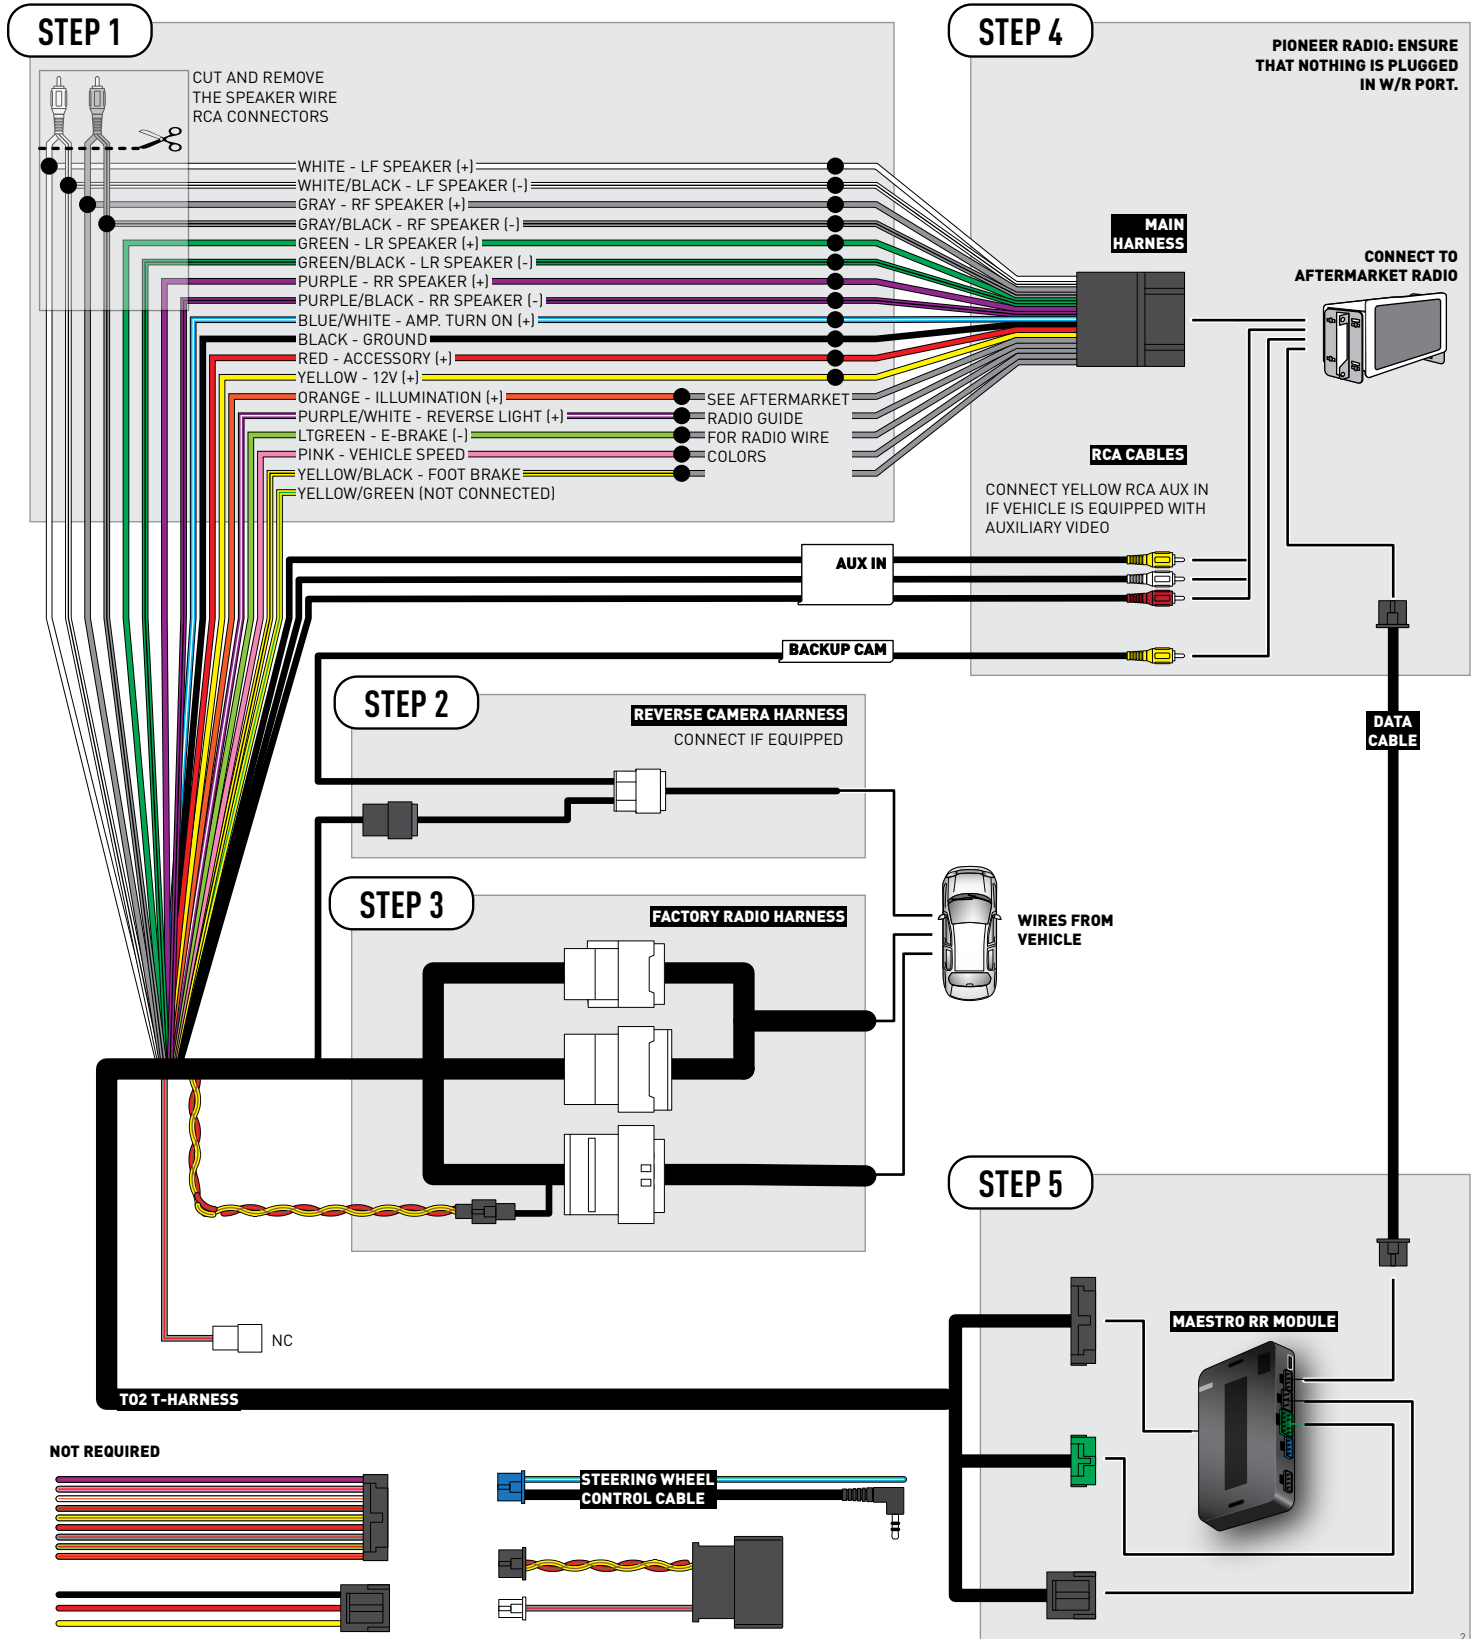 STEP 1
CUT AND REMOVE
THE SPEAKER WIRE
RCA CONNECTORS
WHITE - LF SPEAKER (+)
WHITE/BLACK - LF SPEAKER (-)
GRAY - RF SPEAKER (+)
GRAY/BLACK - RF SPEAKER (-)
GREEN - LR SPEAKER (+)
GREEN/BLACK - LR SPEAKER (-)
PURPLE - RR SPEAKER (+)
PURPLE/BLACK - RR SPEAKER (-)
BLUE/WHITE - AMP. TURN ON (+)
BLACK - GROUND
RED - ACCESSORY (+)
YELLOW - 12V (+)
ORANGE - ILLUMINATION (+)
PURPLE/WHITE - REVERSE LIGHT (+)
LTGREEN - E-BRAKE (-)
PINK - VEHICLE SPEED
YELLOW/BLACK - FOOT BRAKE
YELLOW/GREEN (NOT CONNECTED)
SEE AFTERMARKET
RADIO GUIDE
FOR RADIO WIRE
COLORS
STEP 4
PIONEER RADIO: ENSURE
THAT NOTHING IS PLUGGED
IN W/R PORT.
MAIN
HARNESS
CONNECT TO
AFTERMARKET RADIO
RCA CABLES
CONNECT YELLOW RCA AUX IN
IF VEHICLE IS EQUIPPED WITH
AUXILIARY VIDEO
AUX IN
BACKUP CAM
DATA
CABLE
STEP 2
REVERSE CAMERA HARNESS
CONNECT IF EQUIPPED
STEP 3
FACTORY RADIO HARNESS
WIRES FROM
VEHICLE
STEP 5
MAESTRO RR MODULE
NC
TO2 T-HARNESS
NOT REQUIRED
STEERING WHEEL
CONTROL CABLE
2